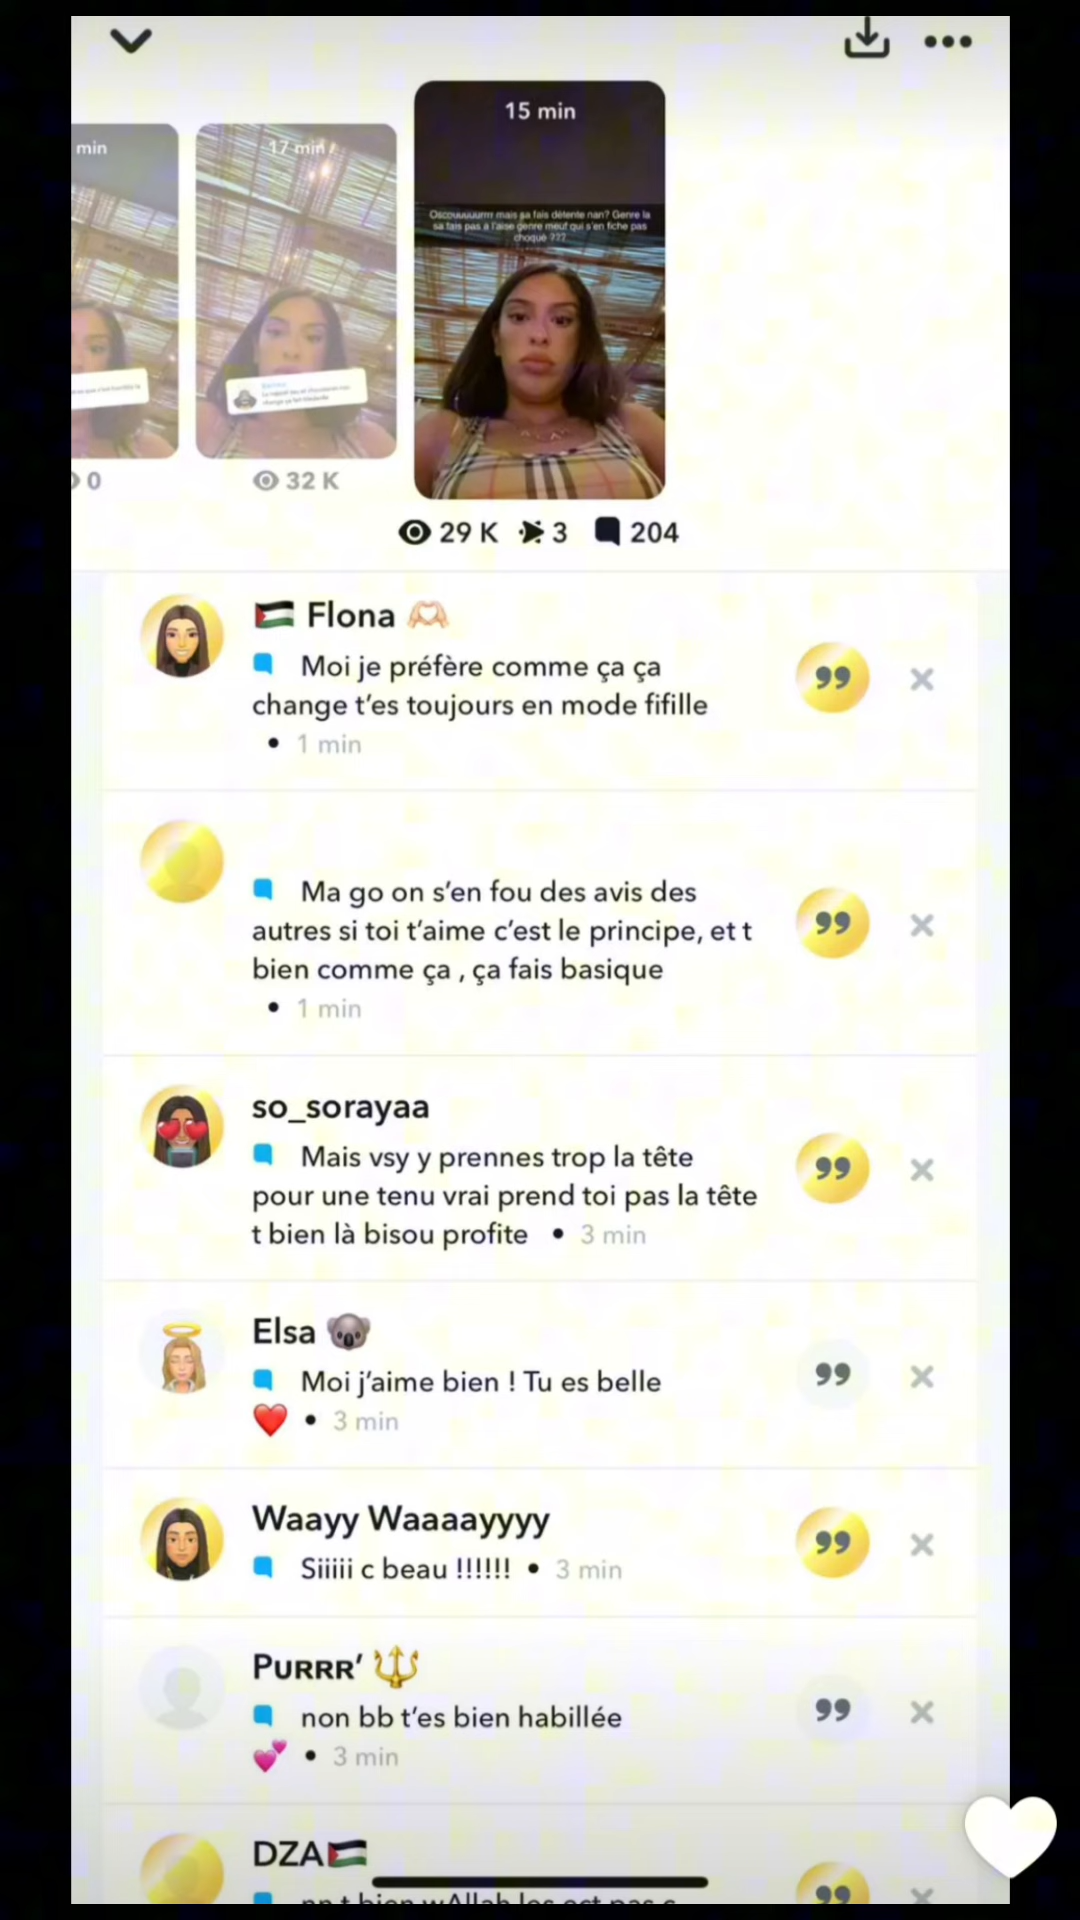 15 min
min
17 min
Oscouuuuurrr mais sa fais détente nan? Genre la
sa fais pas a l'aise genre meuf qui s'en fiche pas
choqué ???
0
32 K
29 K 3 204
🇵🇸 Flona 🫶🏻
Moi je préfère comme ça ça
change t'es toujours en mode fifille
• 1 min
Ma go on s'en fou des avis des
autres si toi t'aime c'est le principe, et t
bien comme ça , ça fais basique
• 1 min
so_sorayaa
Mais vsy y prennes trop la tête
pour une tenu vrai prend toi pas la tête
t bien là bisou profite • 3 min
Elsa 🐨
Moi j'aime bien ! Tu es belle
❤️ • 3 min
Waayy Waaaayyyy
Siiiii c beau !!!!!! • 3 min
Purrr' 🔱
non bb t'es bien habillée
💕 • 3 min
DZA🇵🇸